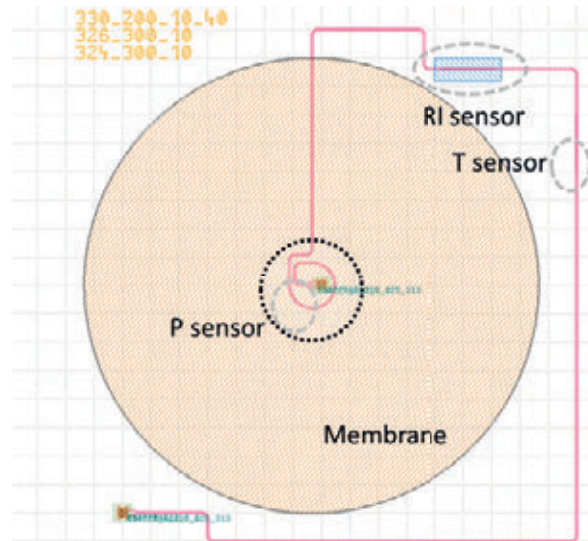 330_200_10_40
326_300_10
324_300_10
RI sensor
T sensor
P sensor
Membrane